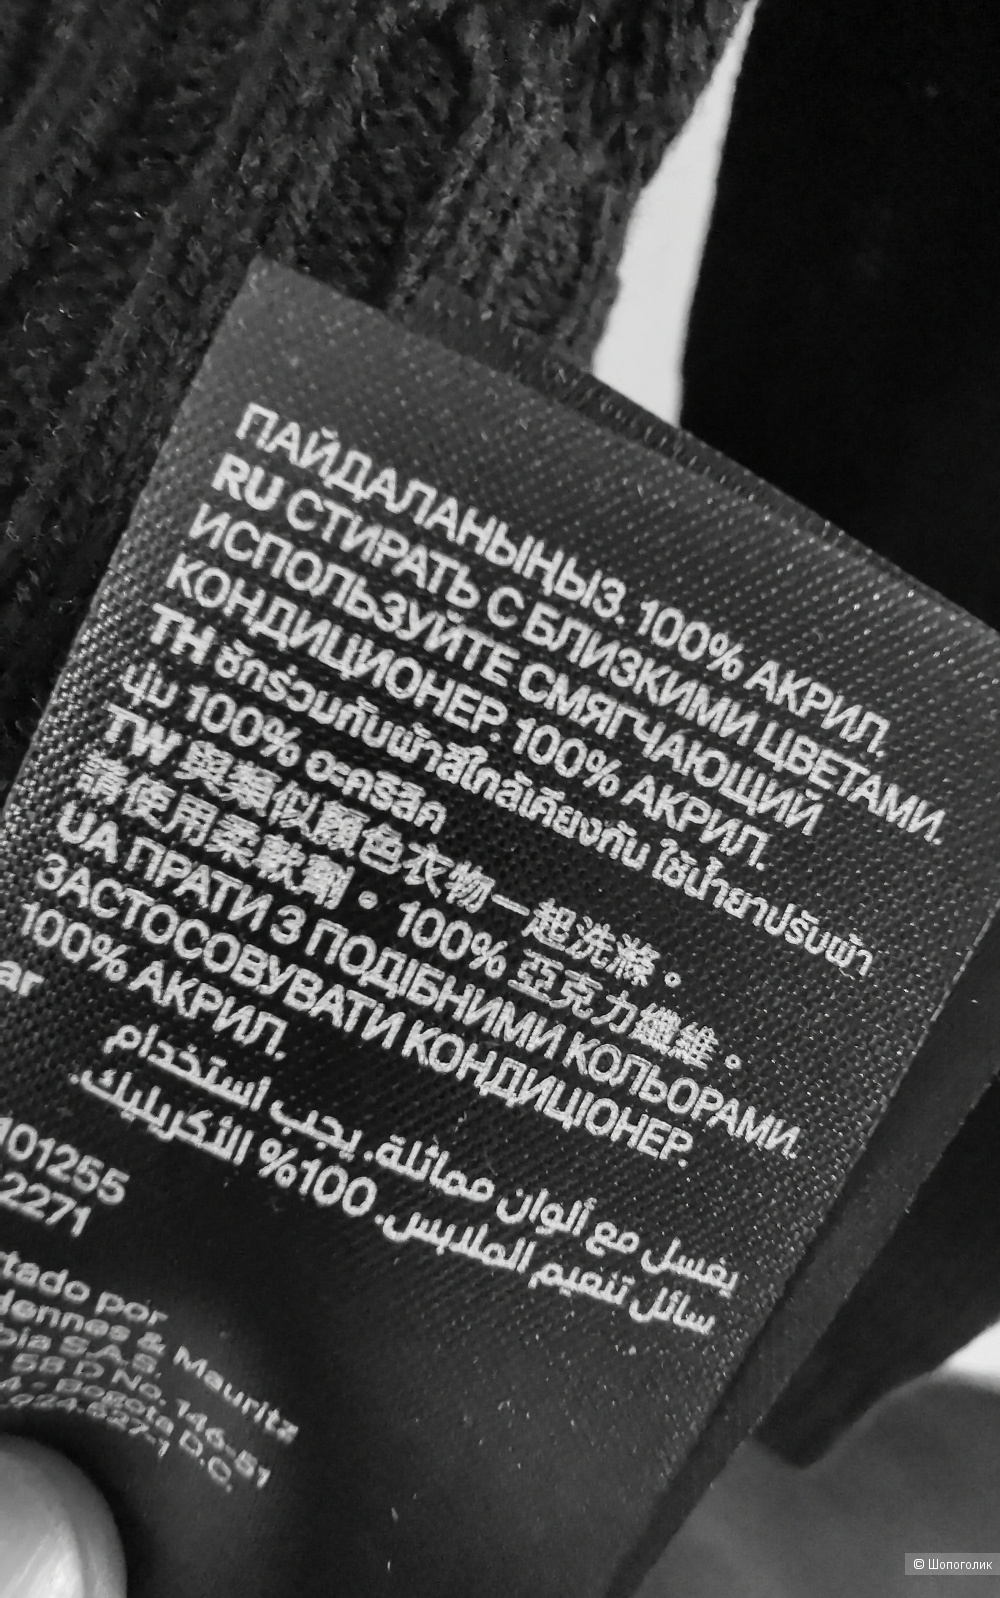 ПАЙДАЛАНЫҢЫЗ. 100% АКРИЛ.
RU СТИРАТЬ С БЛИЗКИМИ ЦВЕТАМИ.
ИСПОЛЬЗУЙТЕ СМЯГЧАЮЩИЙ
КОНДИЦИОНЕР. 100% АКРИЛ.
TH ซักร่วมกับผ้าสีใกล้เคียงกัน ใช้น้ำยาปรับผ้า
นุ่ม 100% อะคริลิค
TW 與類似顏色衣物一起洗滌。
請使用柔軟劑。100% 亞克力纖維。
UA ПРАТИ З ПОДІБНИМИ КОЛЬОРАМИ.
ЗАСТОСОВУВАТИ КОНДИЦІОНЕР.
100% АКРИЛ.
يغسل مع ألوان مماثلة. يجب استخدام
سائل تنعيم الملابس. 100% التكريليك.
ar
101255
2271
rtado por
dennes & Mauritz
bia S.A.S.
58 D No. 146-51
Bogota D.C.
924.627-1
© Шопоголик